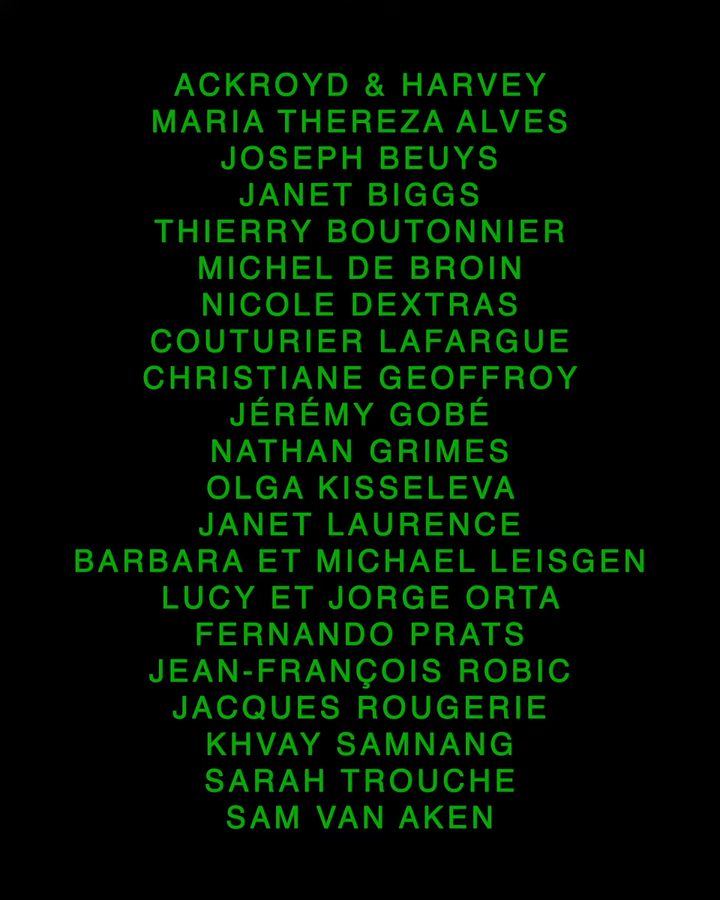 ACKROYD & HARVEY
MARIA THEREZA ALVES
JOSEPH BEUYS
JANET BIGGS
THIERRY BOUTONNIER
MICHEL DE BROIN
NICOLE DEXTRAS
COUTURIER LAFARGUE
CHRISTIANE GEOFFROY
JÉRÉMY GOBÉ
NATHAN GRIMES
OLGA KISSELEVA
JANET LAURENCE
BARBARA ET MICHAEL LEISGEN
LUCY ET JORGE ORTA
FERNANDO PRATS
JEAN-FRANÇOIS ROBIC
JACQUES ROUGERIE
KHVAY SAMNANG
SARAH TROUCHE
SAM VAN AKEN